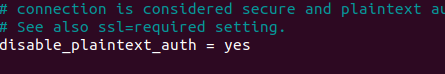 # connection is considered secure and plaintext
# See also ssl=required setting.
disable_plaintext_auth = yes